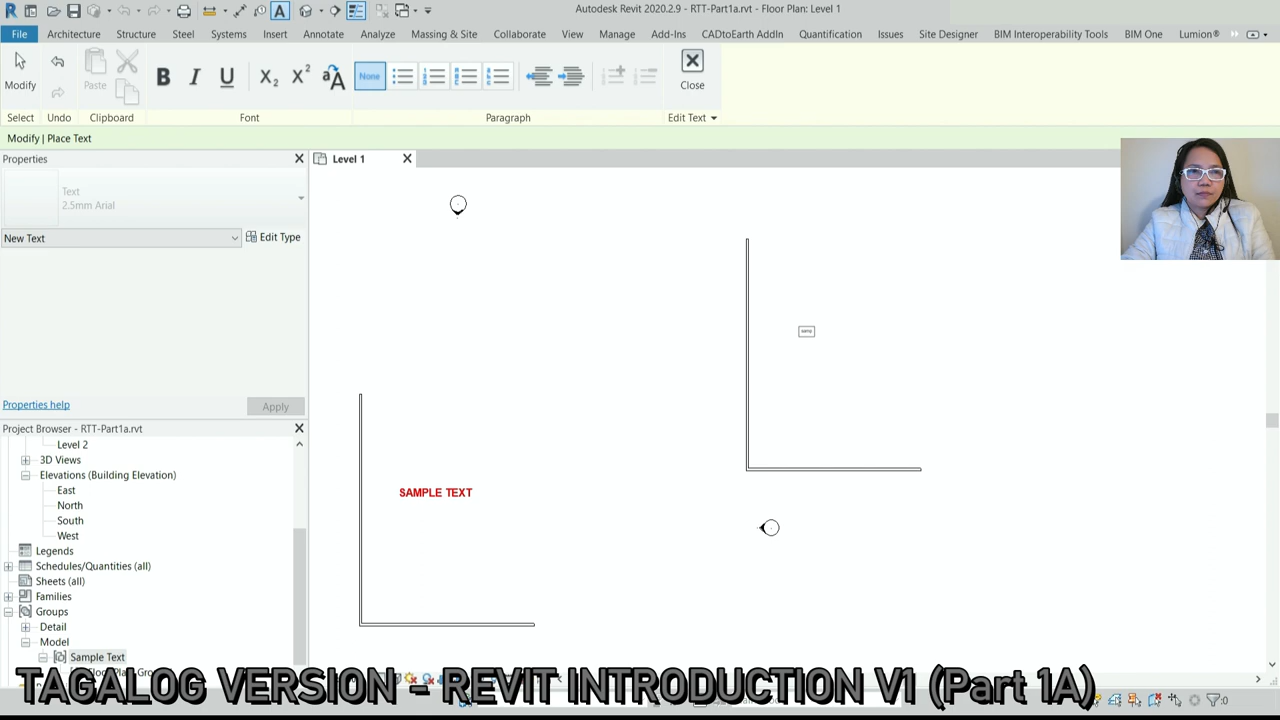 Autodesk Revit 2020.2.9 - RTT-Part1a.rvt - Floor Plan: Level 1
File Architecture Structure Steel Systems Insert Annotate Analyze Massing & Site Collaborate View Manage Add-Ins CADtoEarth AddIn Quantification Issues Site Designer BIM Interoperability Tools BIM One Lumion®
Modify Paste B I U X2 X2 aA None Close
Select Undo Clipboard Font Paragraph Edit Text
Modify | Place Text
Properties
Level 1
Text
2.5mm Arial
New Text Edit Type
Properties help Apply
Project Browser - RTT-Part1a.rvt
Level 2
3D Views
Elevations (Building Elevation)
East
North
South
West
Legends
Schedules/Quantities (all)
Sheets (all)
Families
Groups
Detail
Model
Sample Text
SAMPLE TEXT
TAGALOG VERSION - REVIT INTRODUCTION V1 (Part 1A)
:0